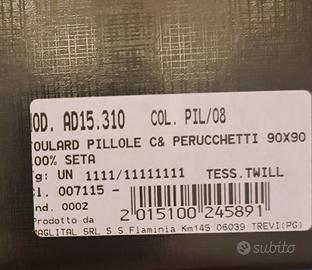 OD. AD15.310 COL. PIL/08
OULARD PILLOLE C& PERUCCHETTI 90X90
00% SETA
g: UN 1111/11111111 TESS.TWILL
l. 007115 -
nd. 0002
2 015100 245891
Prodotto da
MAGLITAL SRL S S.Flaminia Km145 06039 TREVI(PG)
subito